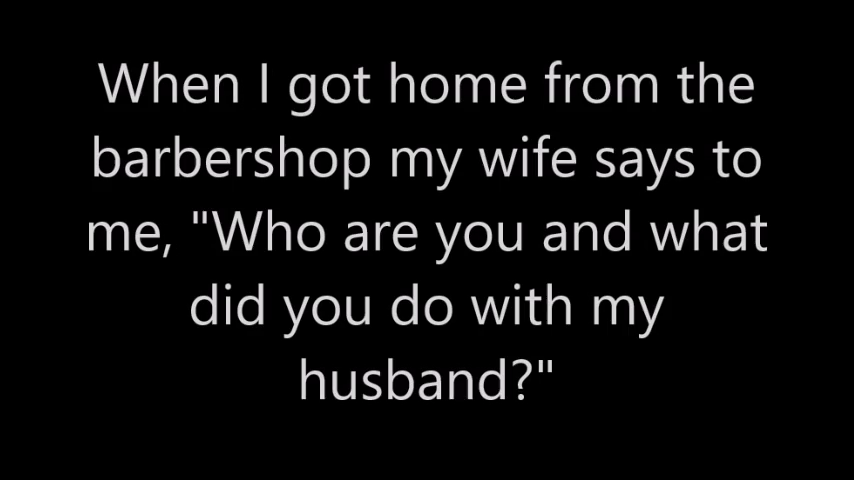 When I got home from the
barbershop my wife says to
me, "Who are you and what
did you do with my
husband?"